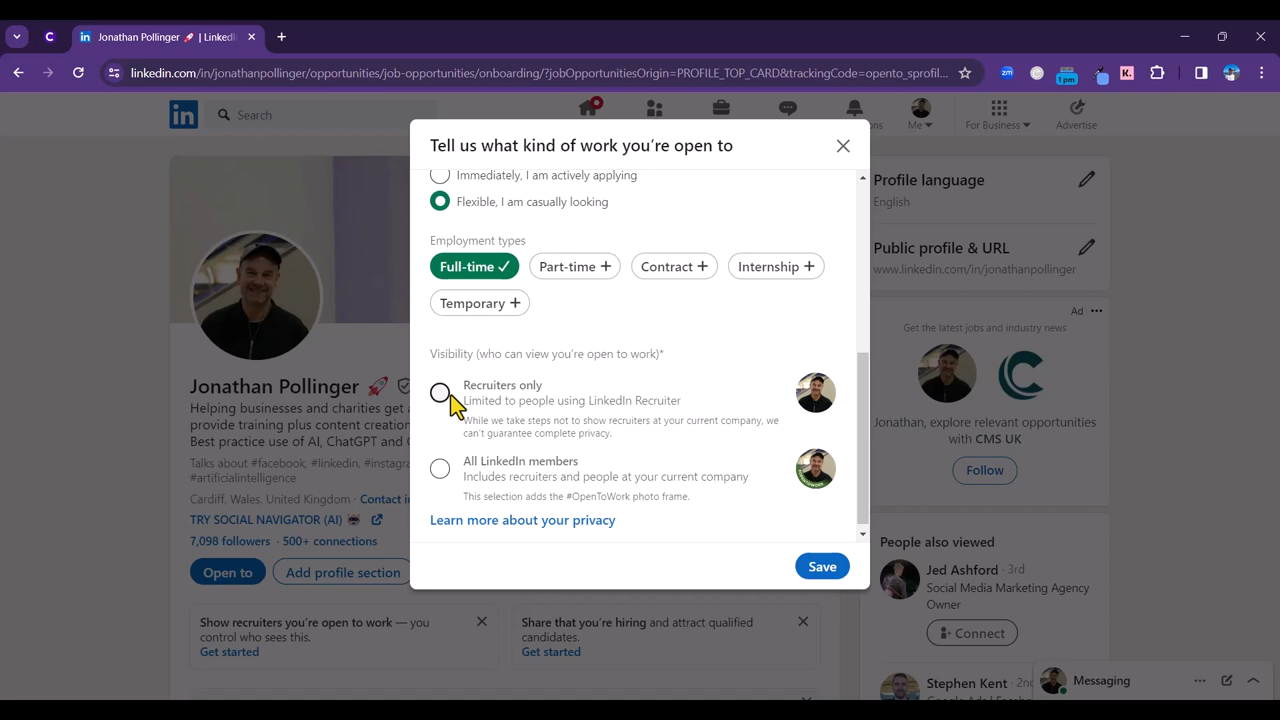 Jonathan Pollinger 🚀 | LinkedI
linkedin.com/in/jonathanpollinger/opportunities/job-opportunities/onboarding/?jobOpportunitiesOrigin=PROFILE_TOP_CARD&trackingCode=opento_sprofil...
zm
1 pm
K
in Search
Me
For Business
Advertise
Tell us what kind of work you're open to
Immediately, I am actively applying
Flexible, I am casually looking
Employment types
Full-time ✓ Part-time + Contract + Internship +
Temporary +
Visibility (who can view you're open to work)*
Recruiters only
Limited to people using LinkedIn Recruiter
While we take steps not to show recruiters at your current company, we
can't guarantee complete privacy.
All LinkedIn members
Includes recruiters and people at your current company
This selection adds the #OpenToWork photo frame.
#OPENTOWORK
Learn more about your privacy
Save
Jonathan Pollinger 🚀
Helping businesses and charities get
provide training plus content creation
Best practice use of AI, ChatGPT and
Talks about #facebook, #linkedin, #instagra
#artificialintelligence
Cardiff, Wales, United Kingdom · Contact in
TRY SOCIAL NAVIGATOR (AI)
7,098 followers · 500+ connections
Open to Add profile section
Show recruiters you're open to work — you
control who sees this.
Get started
Share that you're hiring and attract qualified
candidates.
Get started
Profile language
English
Public profile & URL
www.linkedin.com/in/jonathanpollinger
Ad ···
Get the latest jobs and industry news
Jonathan, explore relevant opportunities
with CMS UK
Follow
People also viewed
Jed Ashford · 3rd
Social Media Marketing Agency
Owner
Connect
Stephen Kent · 2nd
Messaging